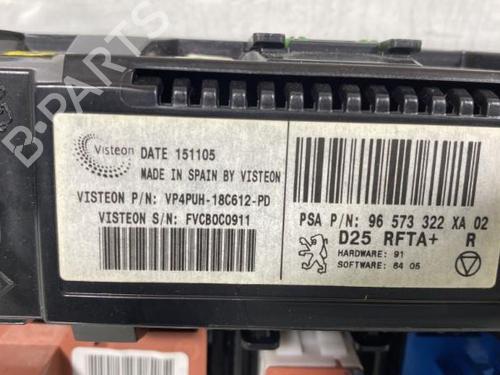 B-PARTS
Visteon
DATE 151105
MADE IN SPAIN BY VISTEON
VISTEON P/N: VP4PUH-18C612-PD
VISTEON S/N: FVCB0C0911
PSA P/N: 96 573 322 XA 02
D25 RFTA+ R
HARDWARE: 91
SOFTWARE: 64 05